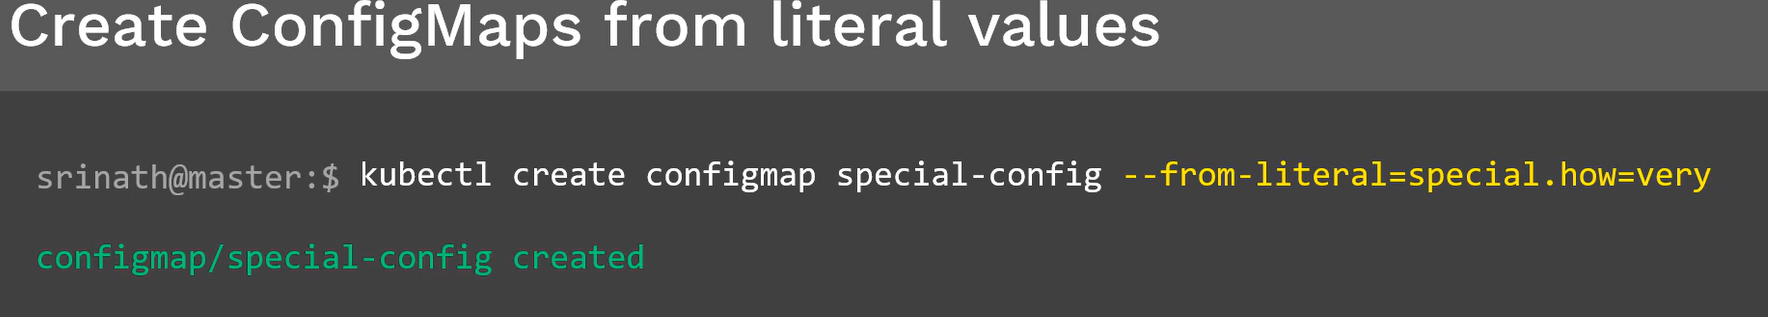 Create ConfigMaps from literal values
srinath@master:$ kubectl create configmap special-config --from-literal=special.how=very
configmap/special-config created